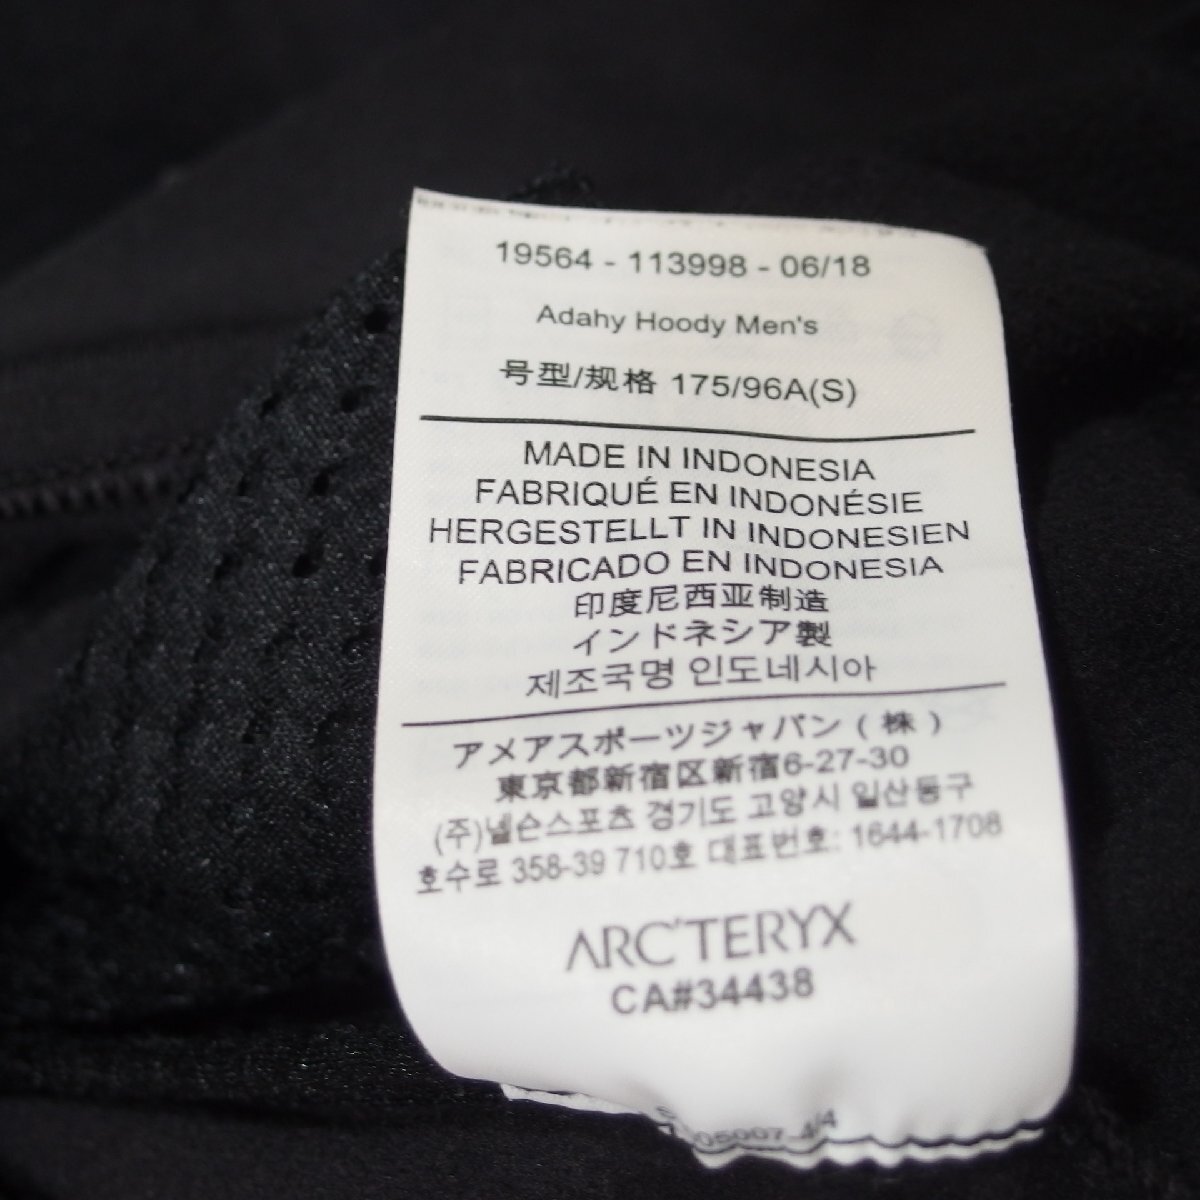 19564 - 113998 - 06/18
Adahy Hoody Men's
号型/规格 175/96A(S)
MADE IN INDONESIA
FABRIQUÉ EN INDONÉSIE
HERGESTELLT IN INDONESIEN
FABRICADO EN INDONESIA
印度尼西亚制造
インドネシア製
제조국명 인도네시아
アメアスポーツジャパン ( 株 )
東京都新宿区新宿6-27-30
(주)넬슨스포츠 경기도 고양시 일산동구
호수로 358-39 710호 대표번호: 1644-1708
ARC'TERYX
CA#34438
4/4